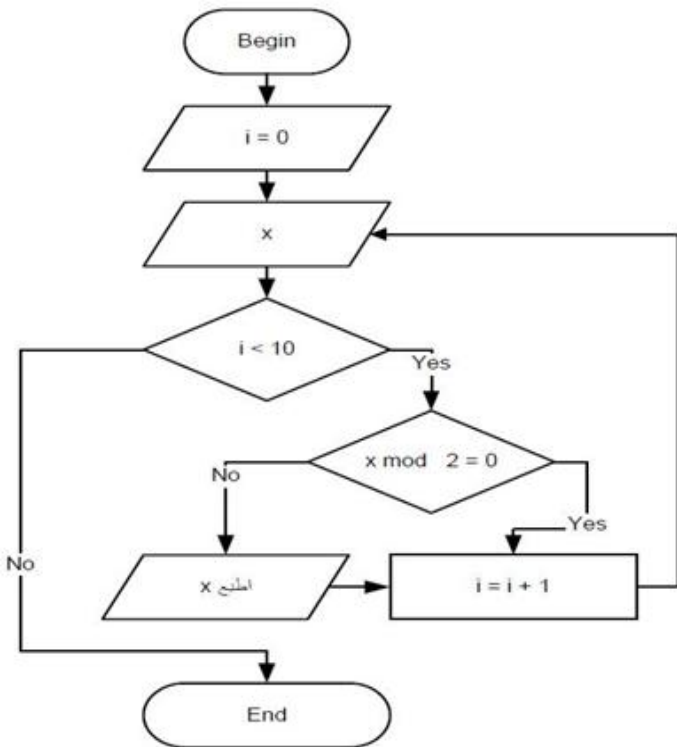 Begin
i = 0
x
i < 10
Yes
x mod 2 = 0
No
Yes
No
اطبع x
i = i + 1
End